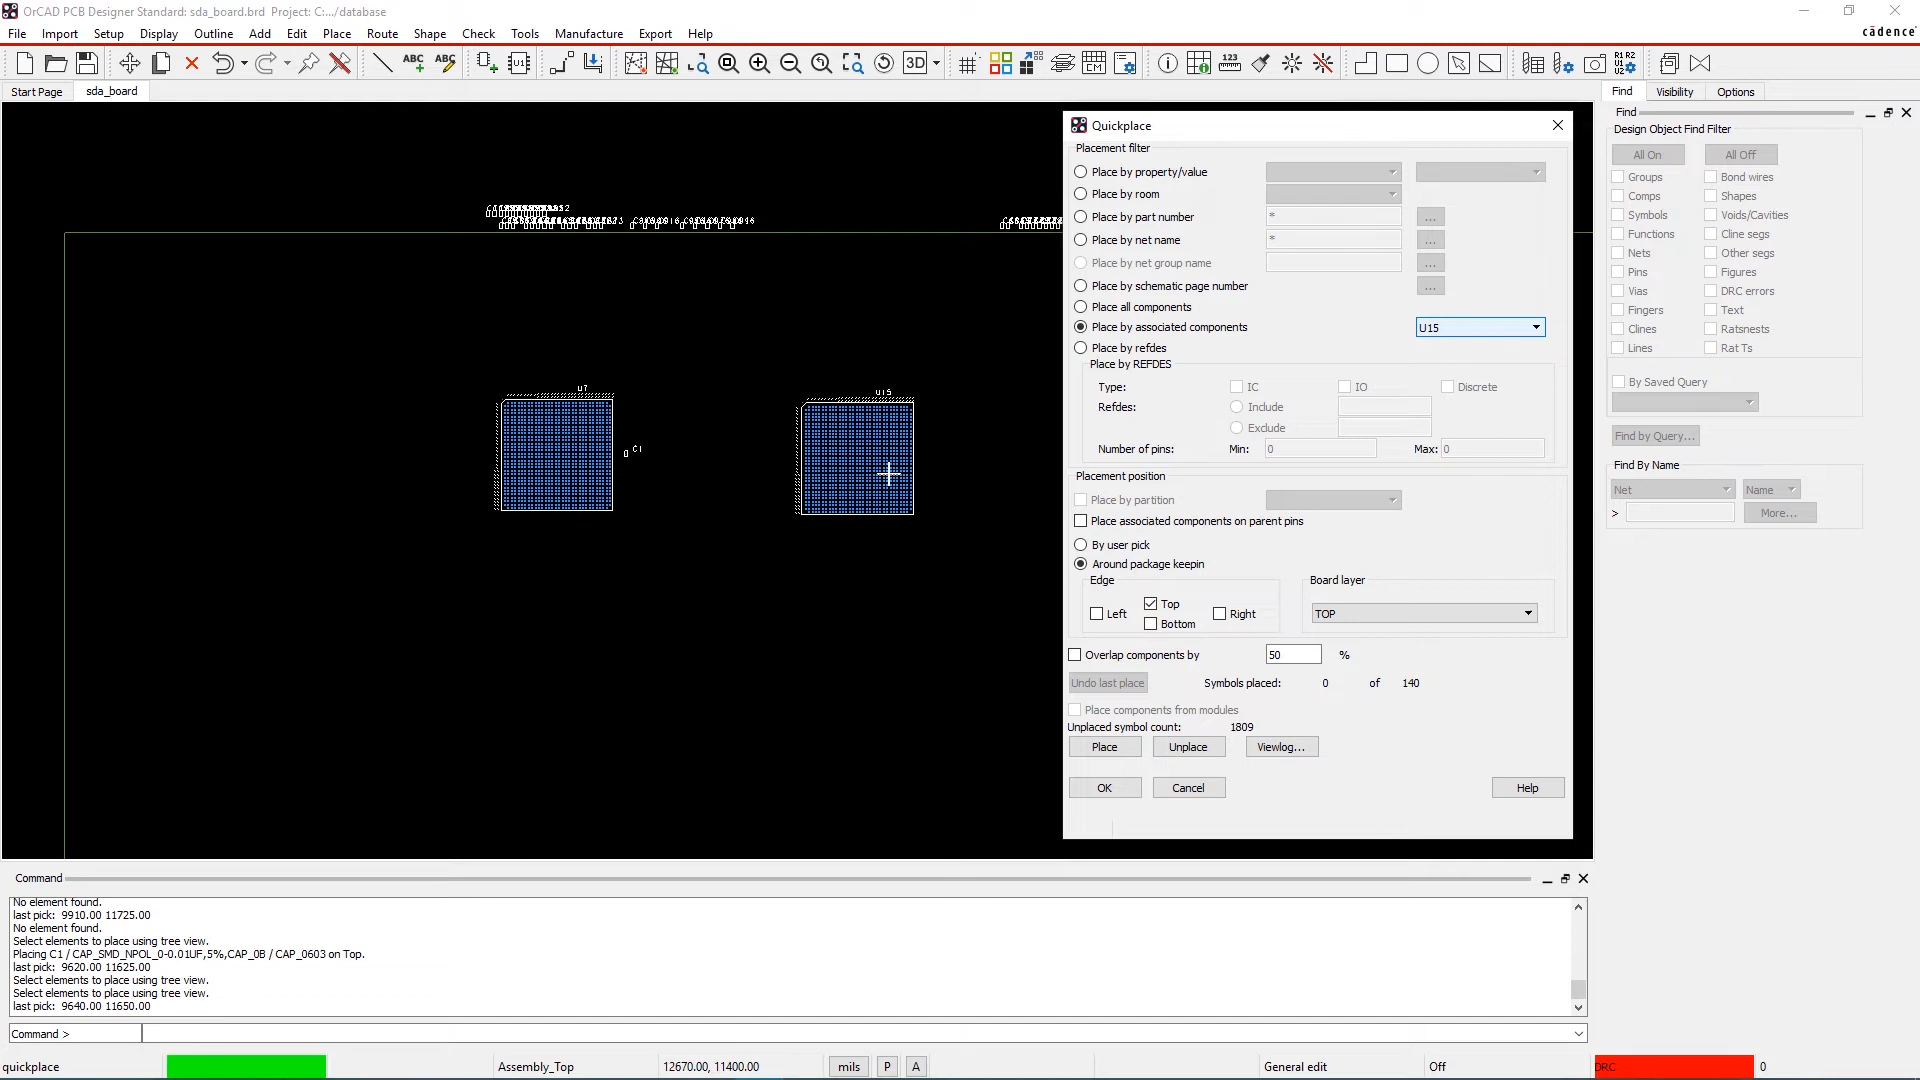 OrCAD PCB Designer Standard: sda_board.brd Project: C:.../database
File Import Setup Display Outline Add Edit Place Route Shape Check Tools Manufacture Export Help
cādence
ABC ABC U1 3D CM 123 R1R2 U1 U2
Start Page sda_board
Find Visibility Options
Find
Design Object Find Filter
All On All Off
Groups Bond wires
Comps Shapes
Symbols Voids/Cavities
Functions Cline segs
Nets Other segs
Pins Figures
Vias DRC errors
Fingers Text
Clines Ratsnests
Lines Rat Ts
By Saved Query
Find by Query...
Find By Name
Net Name
> More...
U7
C1
U15
Quickplace
Placement filter
Place by property/value
Place by room
Place by part number * ...
Place by net name * ...
Place by net group name ...
Place by schematic page number ...
Place all components
Place by associated components U15
Place by refdes
Place by REFDES
Type: IC IO Discrete
Refdes: Include
Exclude
Number of pins: Min: 0 Max: 0
Placement position
Place by partition
Place associated components on parent pins
By user pick
Around package keepin
Edge Board layer
Left Top Right TOP
Bottom
Overlap components by 50 %
Undo last place Symbols placed: 0 of 140
Place components from modules
Unplaced symbol count: 1809
Place Unplace Viewlog...
OK Cancel Help
Command
No element found.
last pick: 9910.00 11725.00
No element found.
Select elements to place using tree view.
Placing C1 / CAP_SMD_NPOL_0-0.01UF,5%,CAP_0B / CAP_0603 on Top.
last pick: 9620.00 11625.00
Select elements to place using tree view.
Select elements to place using tree view.
last pick: 9640.00 11650.00
Command >
quickplace Assembly_Top 12670.00, 11400.00 mils P A General edit Off DRC 0